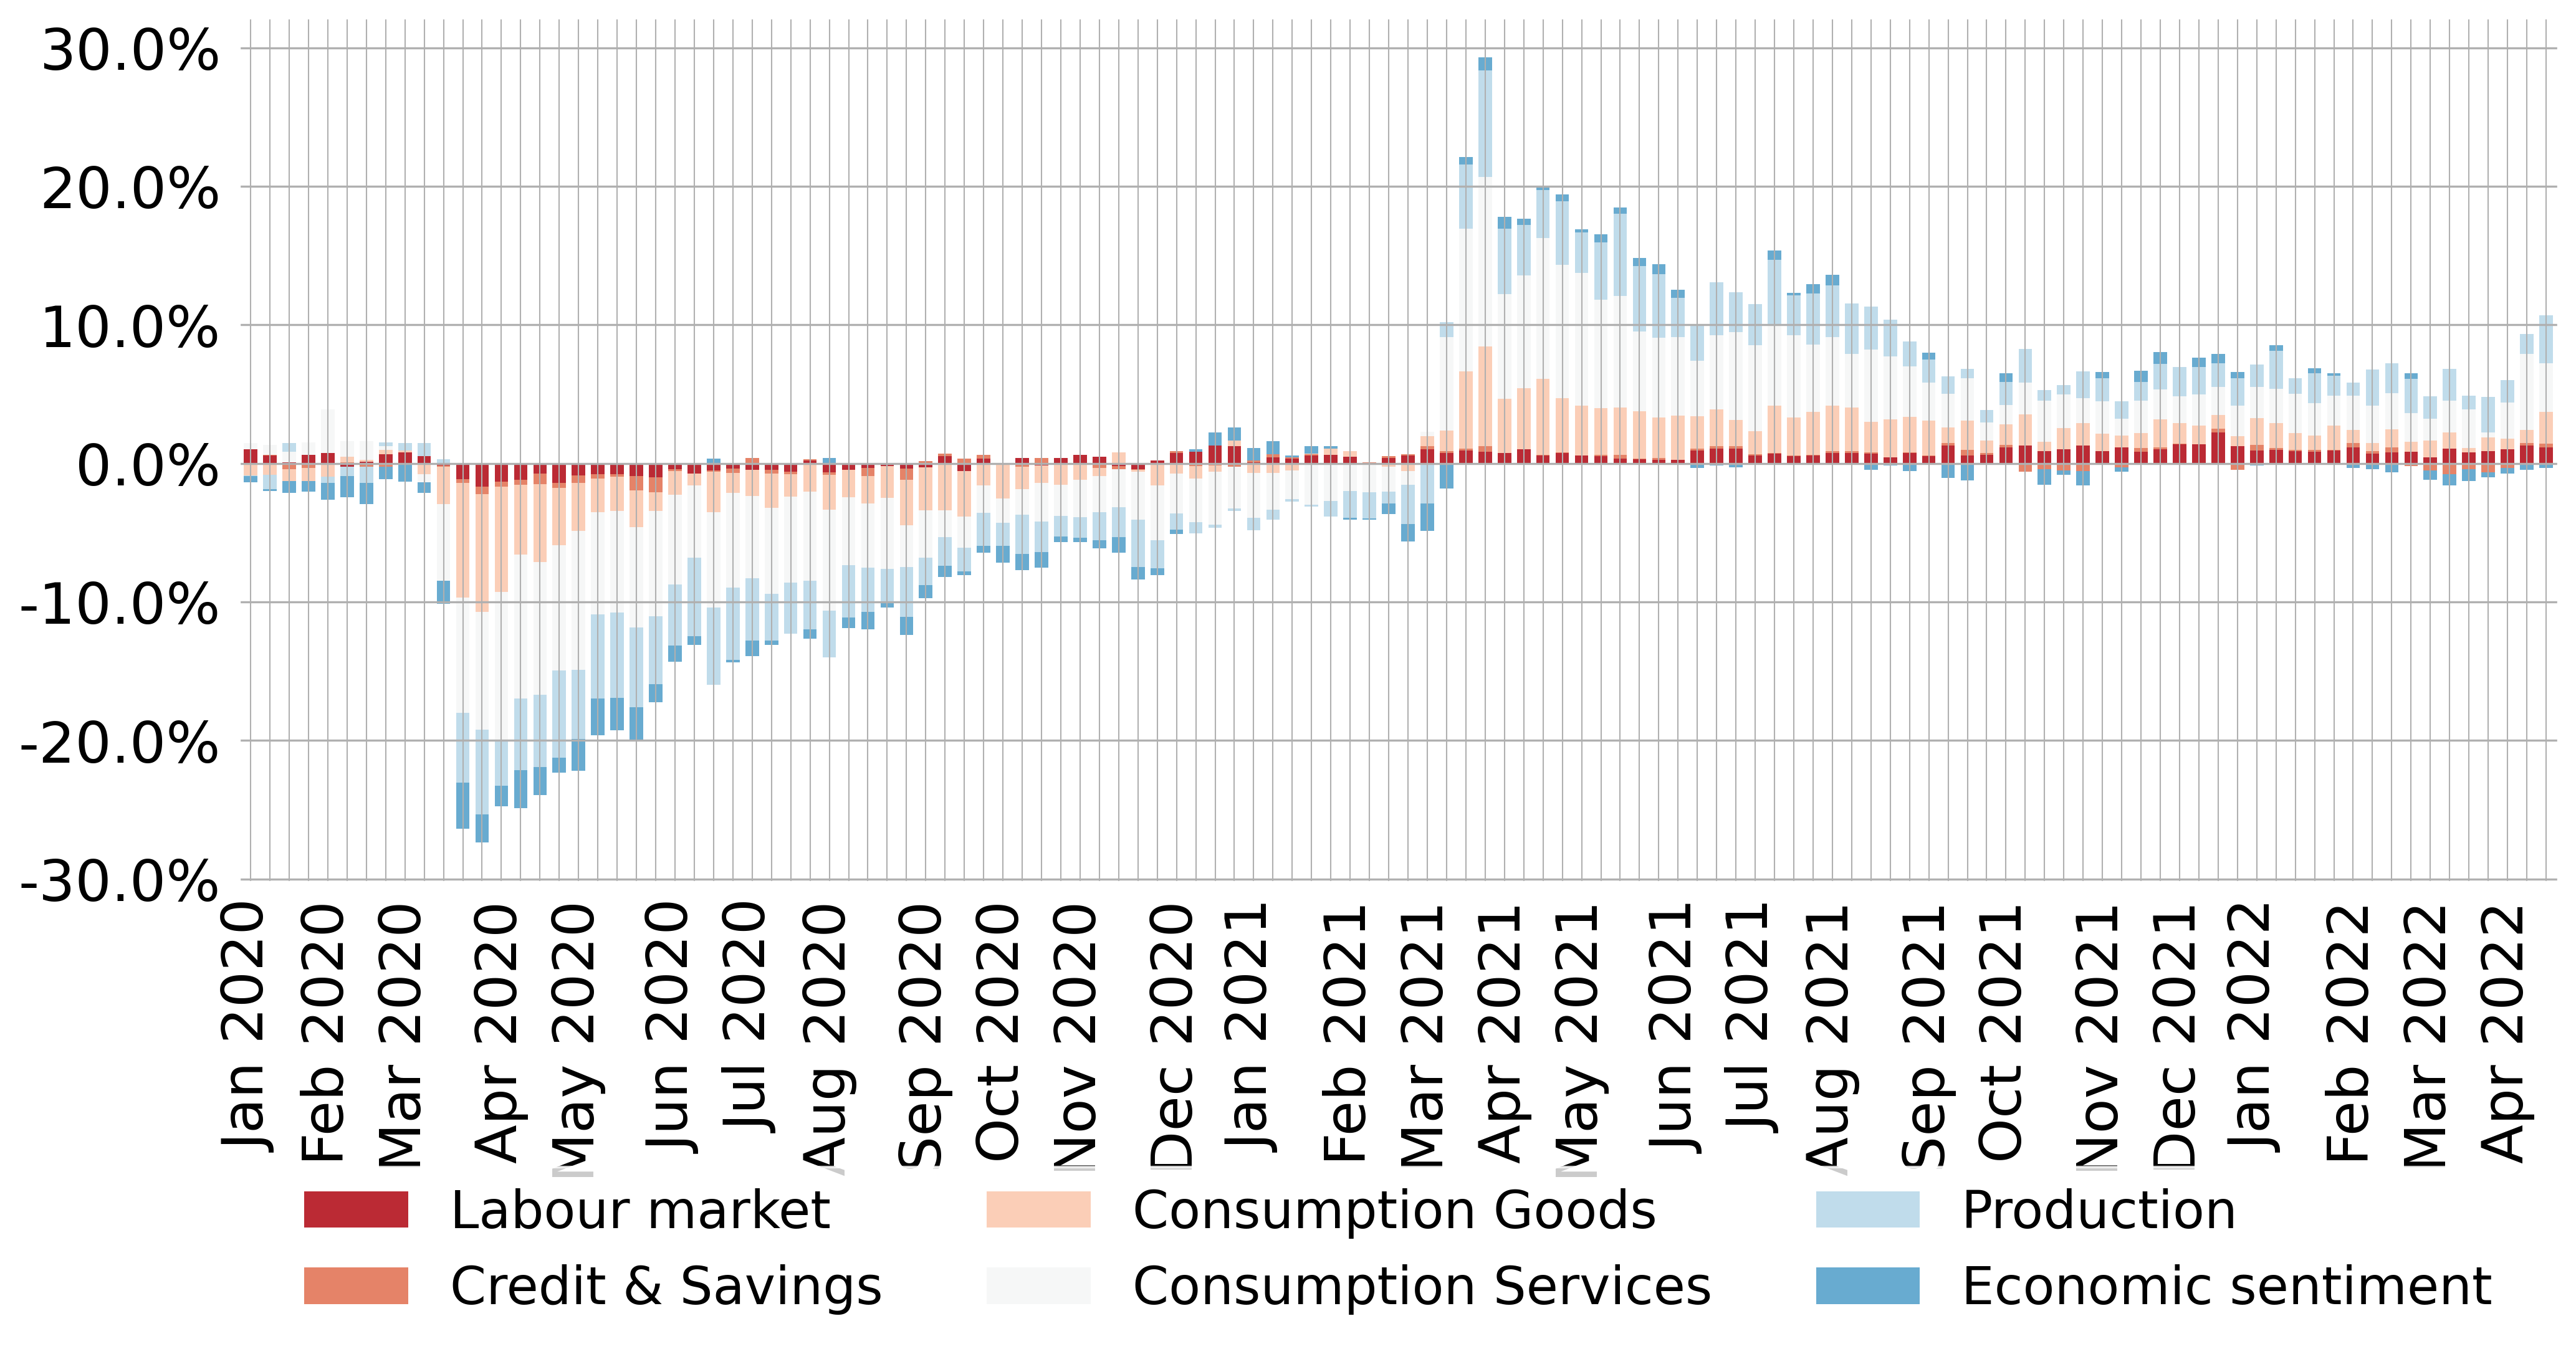 30.0%
20.0%
10.0%
0.0%
-10.0%
-20.0%
-30.0%
Jan 2020
Feb 2020
Mar 2020
Apr 2020
May 2020
Jun 2020
Jul 2020
Aug 2020
Sep 2020
Oct 2020
Nov 2020
Dec 2020
Jan 2021
Feb 2021
Mar 2021
Apr 2021
May 2021
Jun 2021
Jul 2021
Aug 2021
Sep 2021
Oct 2021
Nov 2021
Dec 2021
Jan 2022
Feb 2022
Mar 2022
Apr 2022
Labour market
Credit & Savings
Consumption Goods
Consumption Services
Production
Economic sentiment